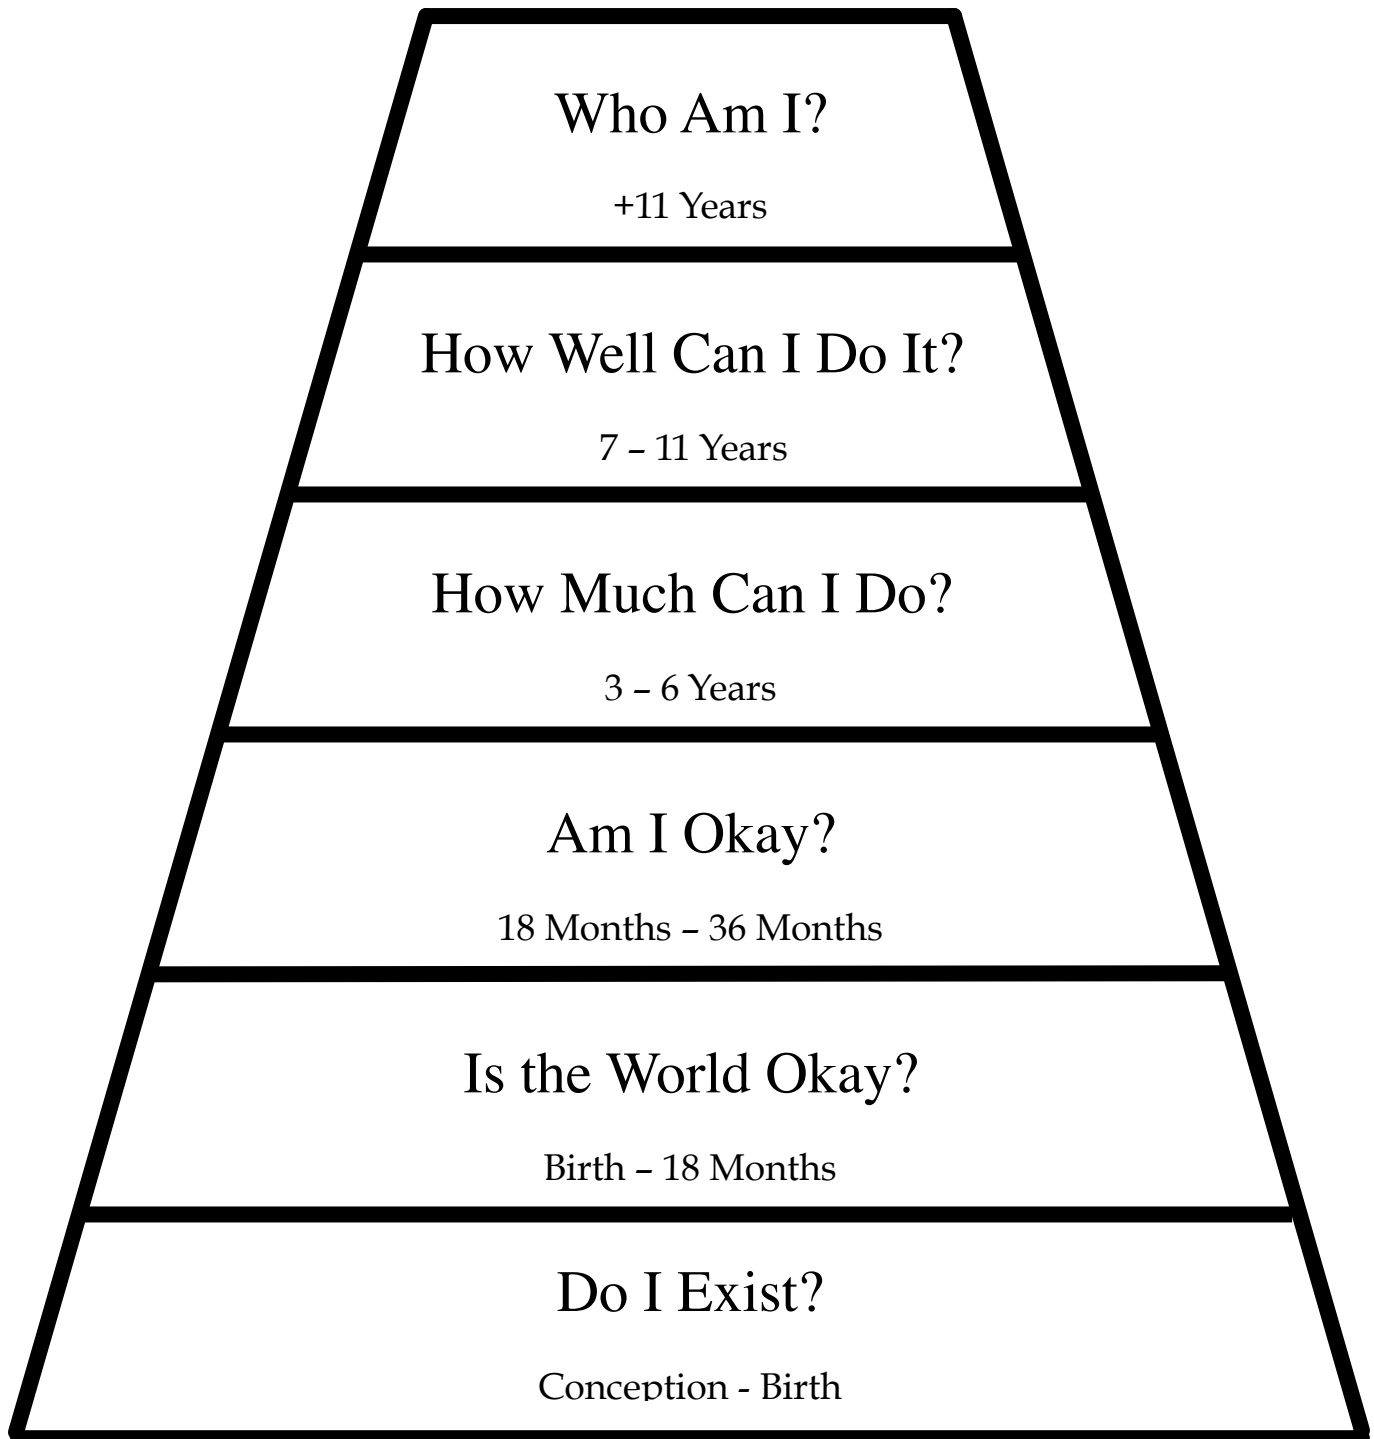 Who Am I?
+11 Years
How Well Can I Do It?
7 – 11 Years
How Much Can I Do?
3 – 6 Years
Am I Okay?
18 Months – 36 Months
Is the World Okay?
Birth – 18 Months
Do I Exist?
Conception - Birth